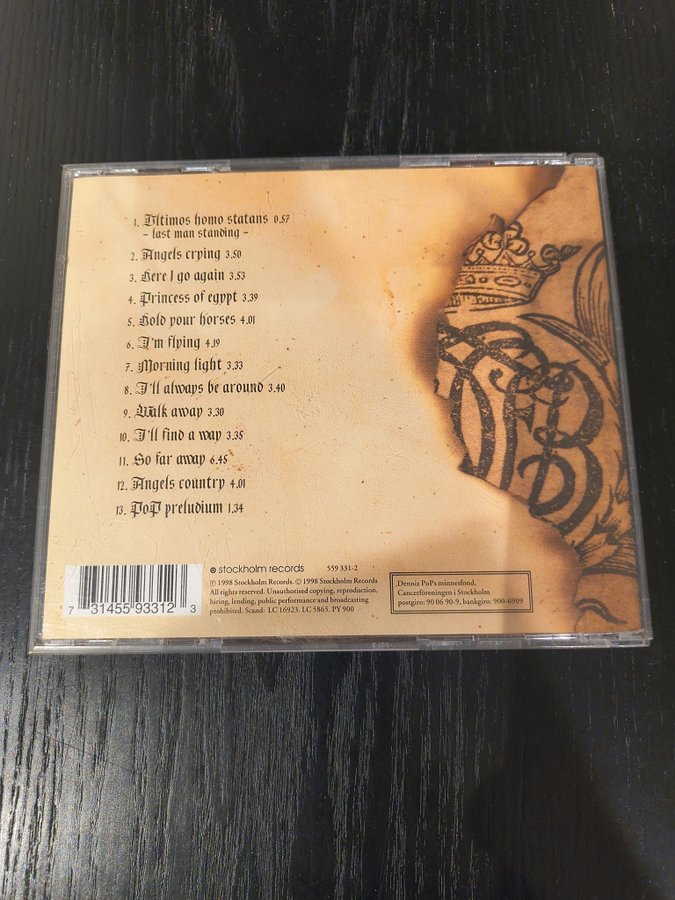 1. Ultimos homo statans 0.57
- last man standing -
2. Angels crying 3.50
3. Here I go again 3.53
4. Princess of egypt 3.39
5. Hold your horses 4.01
6. I'm flying 4.19
7. Morning light 3.33
8. I'll always be around 3.40
9. Walk away 3.30
10. I'll find a way 3.35
11. So far away 6.45
12. Angels country 4.01
13. PoP preludium 1.34
7 31455 93312 3
stockholm records 559 331-2
℗ 1998 Stockholm Records. © 1998 Stockholm Records
All rights reserved. Unauthorised copying, reproduction,
hiring, lending, public performance and broadcasting
prohibited. Scand: LC 16923. LC 5865. PY 900
Denniz PoPs minnesfond,
Cancerföreningen i Stockholm
postgiro: 90 06 90-9, bankgiro: 900-6909